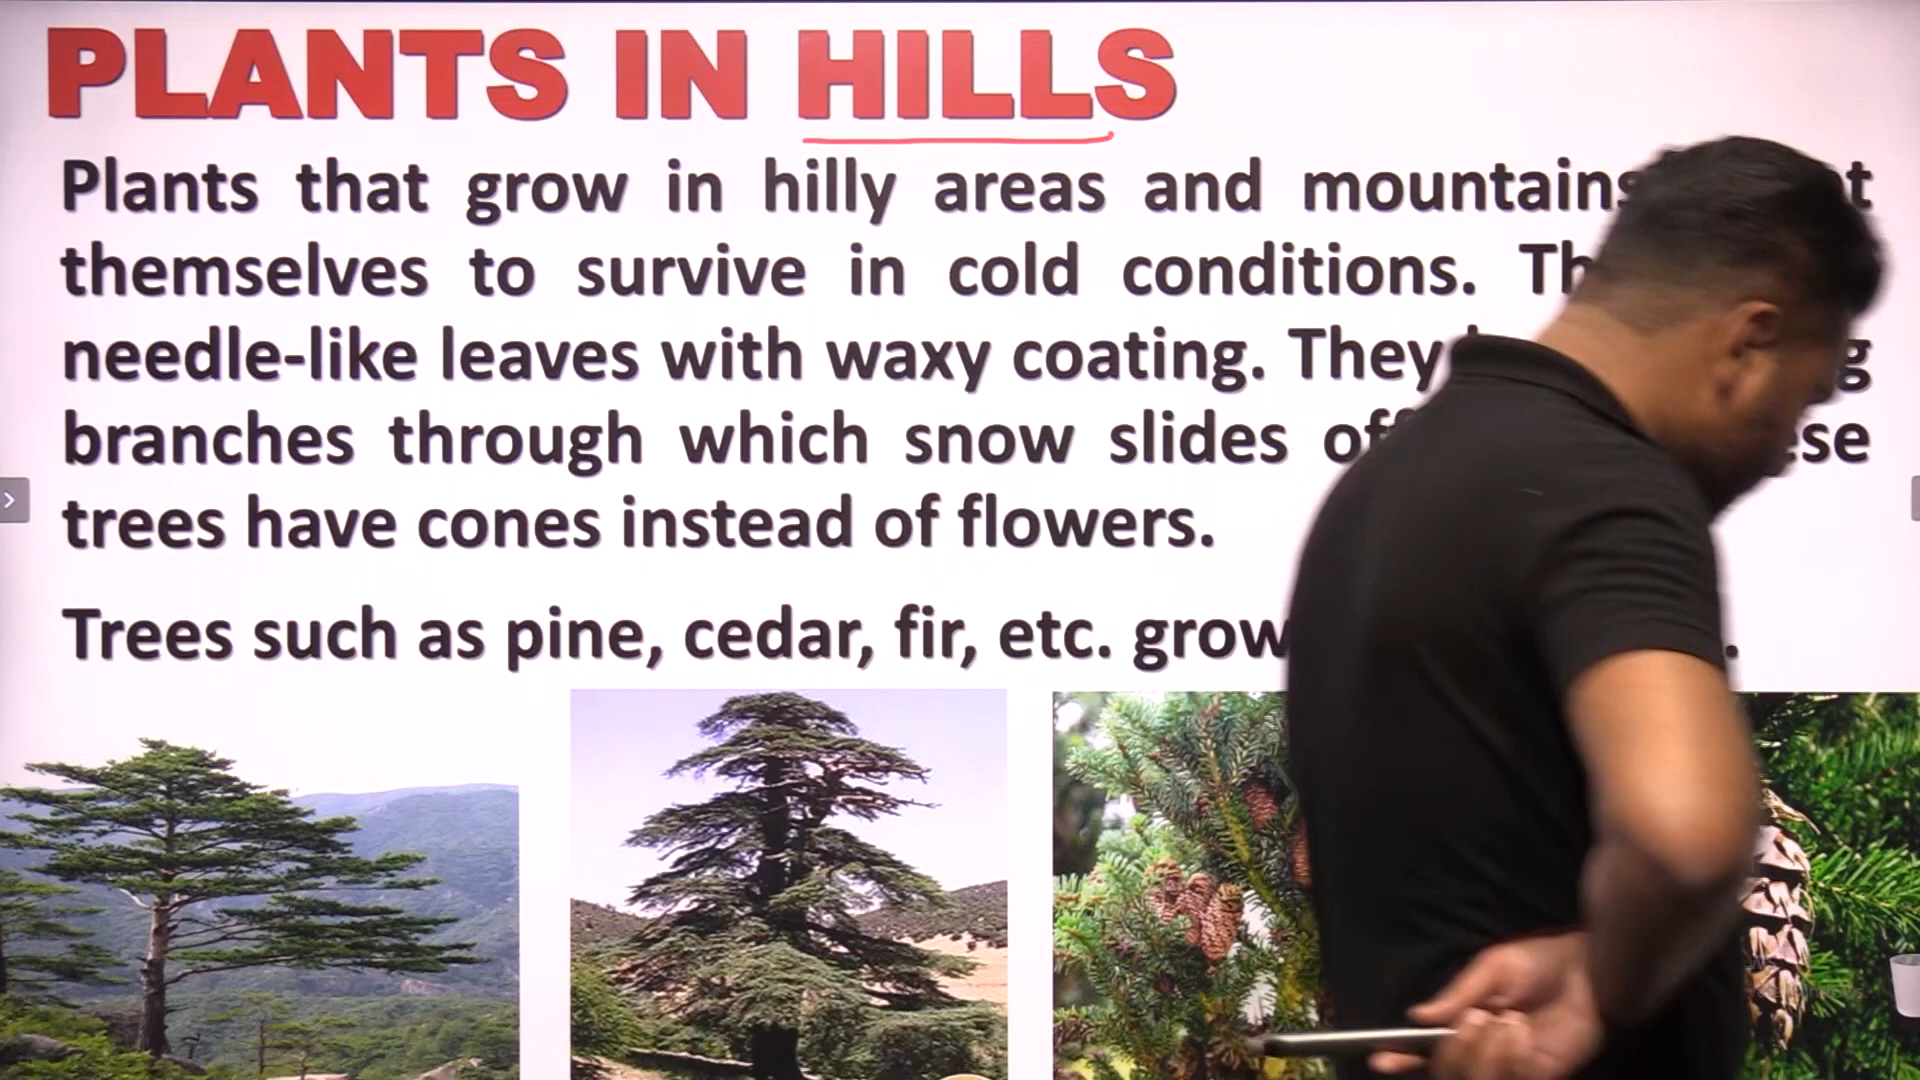 PLANTS IN HILLS
Plants that grow in hilly areas and mountains
themselves to survive in cold conditions.
needle-like leaves with waxy coating. They
branches through which snow slides
trees have cones instead of flowers.
Trees such as pine, cedar, fir, etc. grow